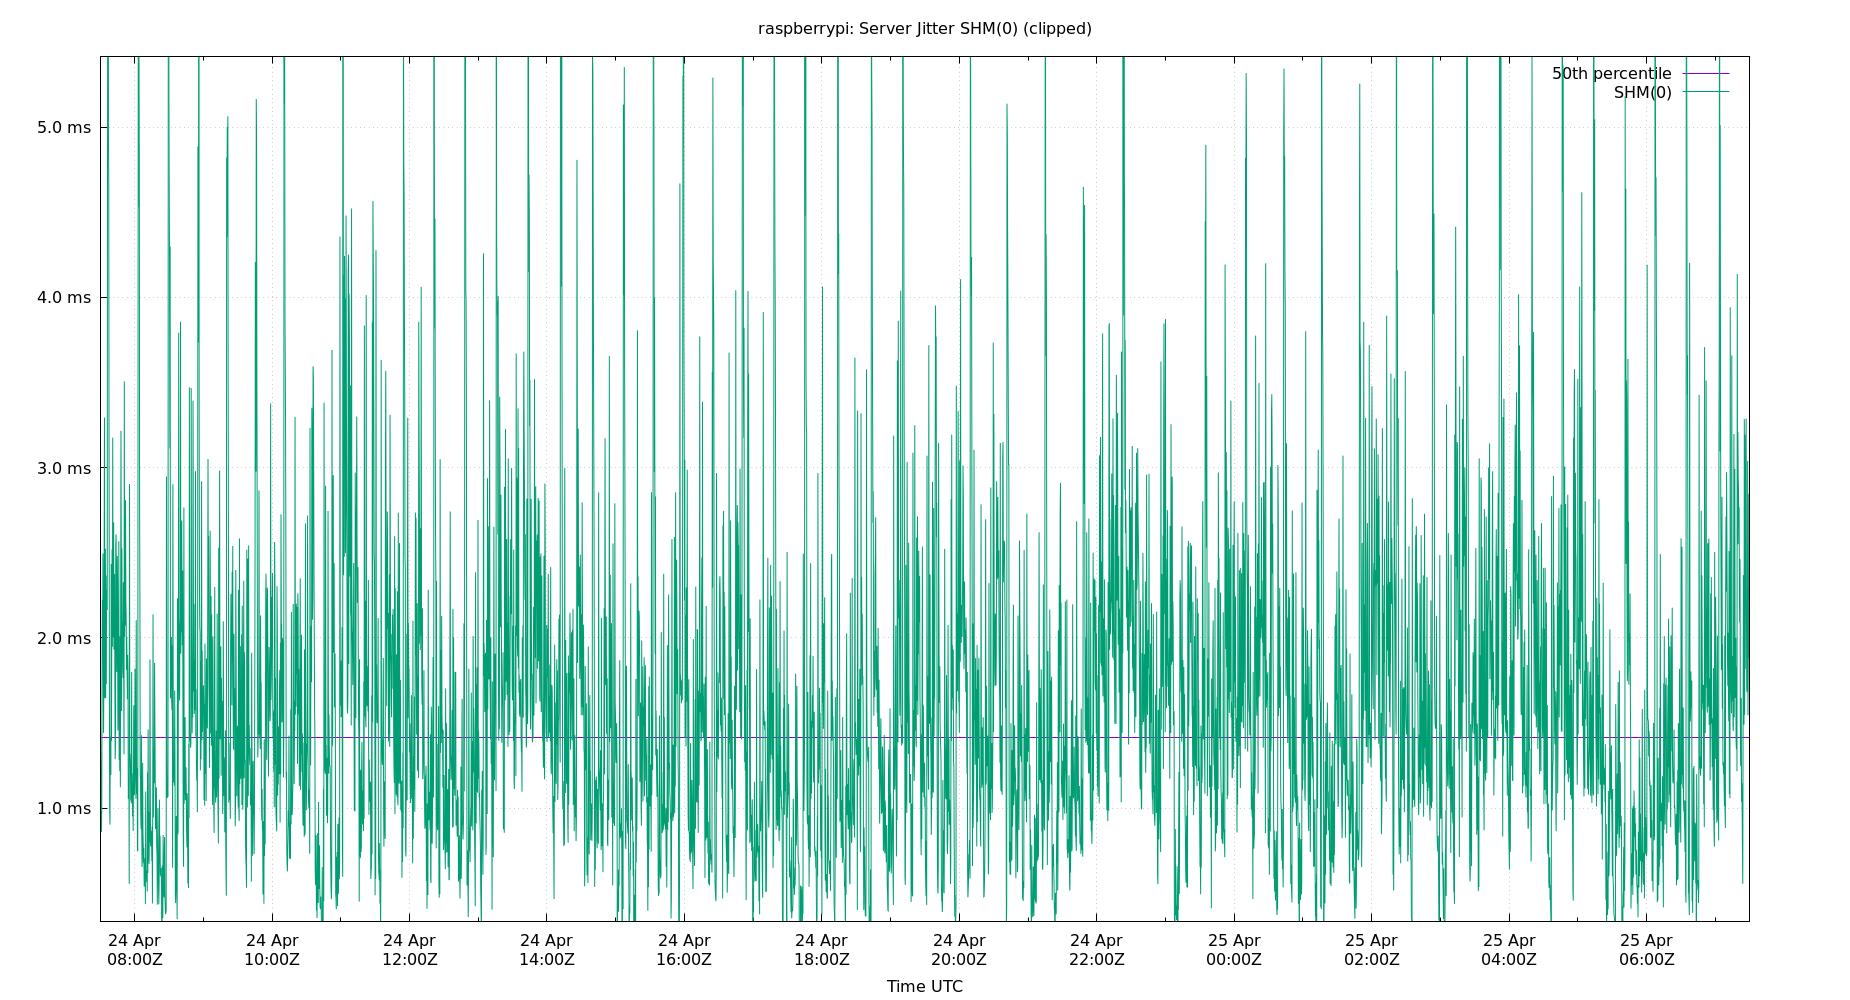 raspberrypi: Server Jitter SHM(0) (clipped)
50th percentile
SHM(0)
5.0 ms
4.0 ms
3.0 ms
2.0 ms
1.0 ms
24 Apr 24 Apr 24 Apr 24 Apr 24 Apr 24 Apr 24 Apr 24 Apr 25 Apr 25 Apr 25 Apr 25 Apr
08:00Z 10:00Z 12:00Z 14:00Z 16:00Z 18:00Z 20:00Z 22:00Z 00:00Z 02:00Z 04:00Z 06:00Z
Time UTC